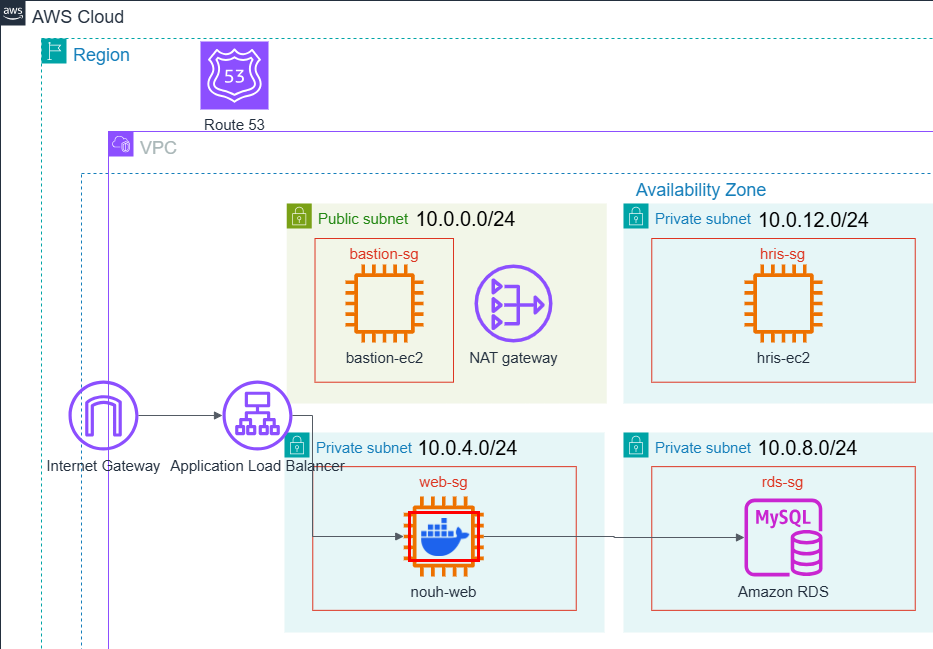 aws
AWS Cloud
Region
53
Route 53
VPC
Availability Zone
Public subnet 10.0.0.0/24
Private subnet 10.0.12.0/24
bastion-sg
hris-sg
bastion-ec2
NAT gateway
hris-ec2
Internet Gateway
Application Load Balancer
Private subnet 10.0.4.0/24
Private subnet 10.0.8.0/24
web-sg
rds-sg
MySQL
nouh-web
Amazon RDS